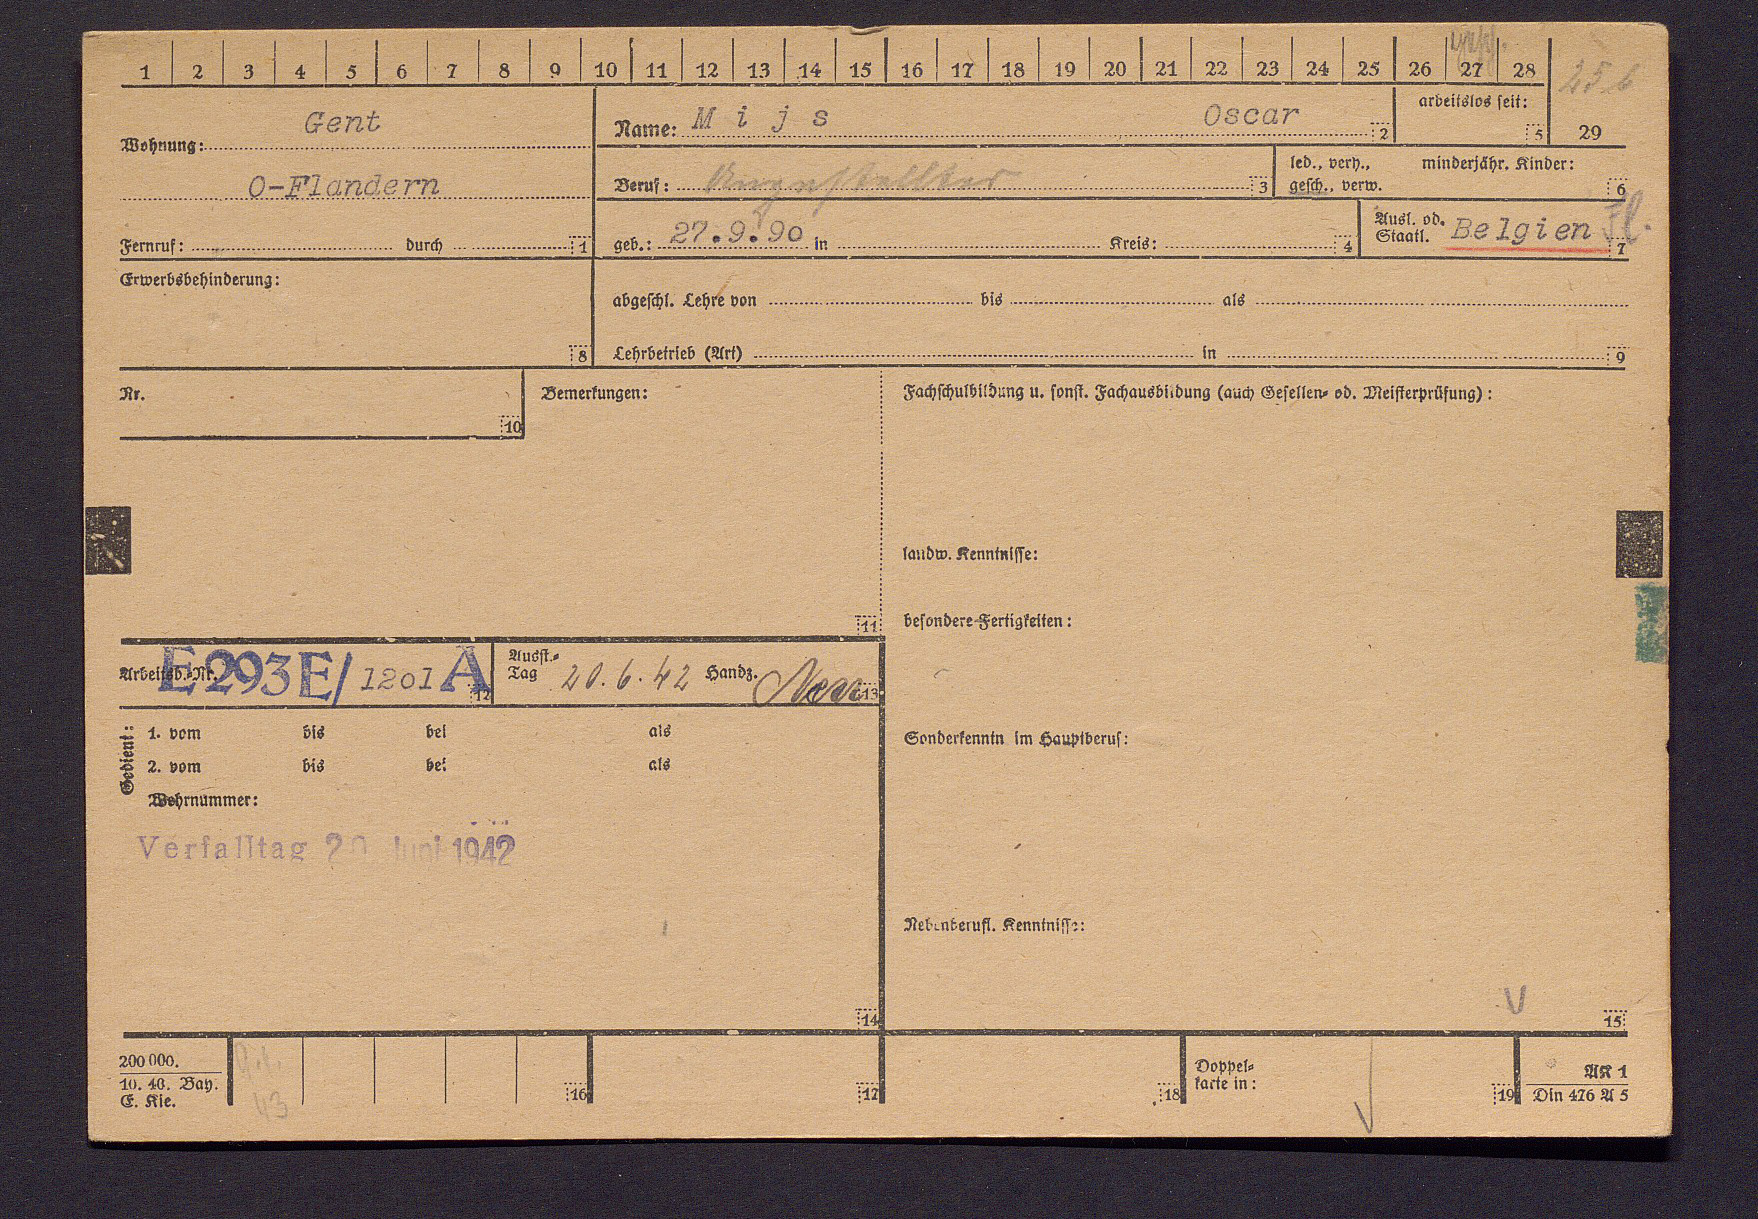 1 2 3 4 5 6 7 8 9 10 11 12 13 14 15 16 17 18 19 20 21 22 23 24 25 26 27 28
25.6
29
Gent
Wohnung:
O-Flandern
Fernruf: durch 1
Name: M i j s Oscar 2
arbeitslos seit: 5
Beruf: Angestellter 3
led., verh., minderjähr. Kinder:
gesch., verw. 6
geb.: 27.9.90 in Kreis: 4
Ausl. od. Staatl. Belgien Fl. 7
Erwerbsbehinderung: 8
abgeschl. Lehre von bis als
Lehrbetrieb (Art) in 9
Nr. 10
Bemerkungen: 11
Fachschulbildung u. sonst. Fachausbildung (auch Gesellen- od. Meisterprüfung):
landw. Kenntnisse:
besondere Fertigkeiten:
Arbeitsb.-Nr. E293E/1201 A 12
Ausst.-Tag 20.6.42 Handz. 13
Sonderkenntn im Hauptberuf:
Gedient:
1. vom bis bei als
2. vom bis bei als
Wehrnummer:
Verfalltag 20 Juni 1942
14
Nebenberufl. Kenntnisse:
V
15
200 000.
10. 40. Bay.
E. Kie.
43
16
17
18
Doppel-
karte in:
19
AK 1
Din 476 A 5